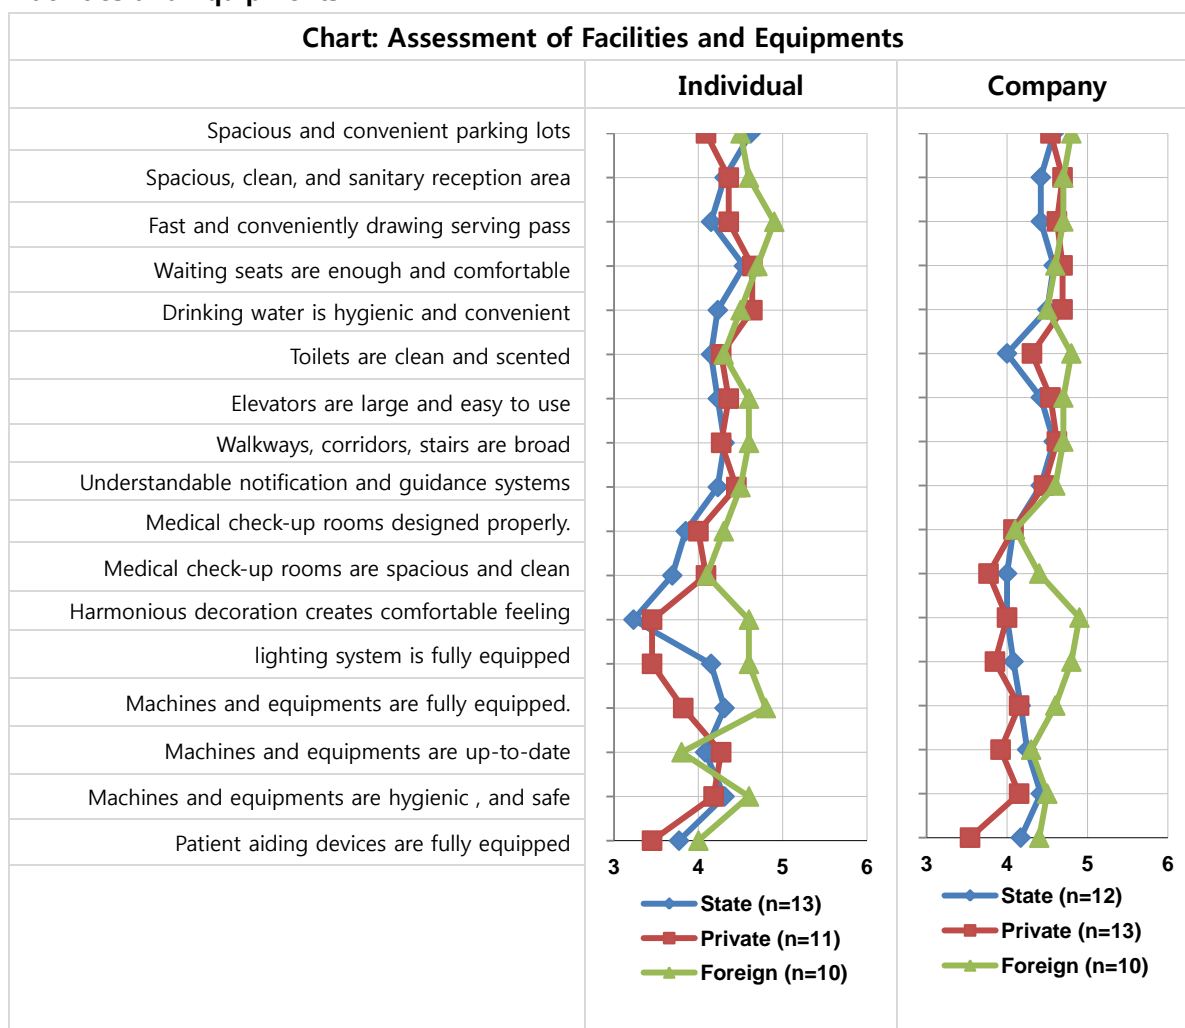 Chart: Assessment of Facilities and Equipments
Individual
Company
Spacious and convenient parking lots
Spacious, clean, and sanitary reception area
Fast and conveniently drawing serving pass
Waiting seats are enough and comfortable
Drinking water is hygienic and convenient
Toilets are clean and scented
Elevators are large and easy to use
Walkways, corridors, stairs are broad
Understandable notification and guidance systems
Medical check-up rooms designed properly.
Medical check-up rooms are spacious and clean
Harmonious decoration creates comfortable feeling
lighting system is fully equipped
Machines and equipments are fully equipped.
Machines and equipments are up-to-date
Machines and equipments are hygienic , and safe
Patient aiding devices are fully equipped
3 4 5 6
State (n=13)
Private (n=11)
Foreign (n=10)
3 4 5 6
State (n=12)
Private (n=13)
Foreign (n=10)